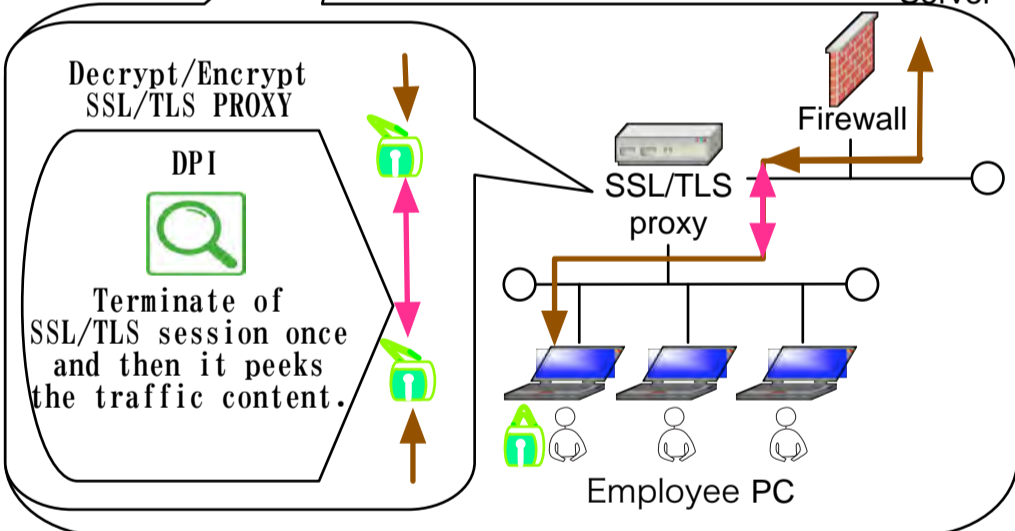 Server
Decrypt/Encrypt
SSL/TLS PROXY
DPI
Terminate of
SSL/TLS session once
and then it peeks
the traffic content.
Firewall
SSL/TLS
proxy
Employee PC